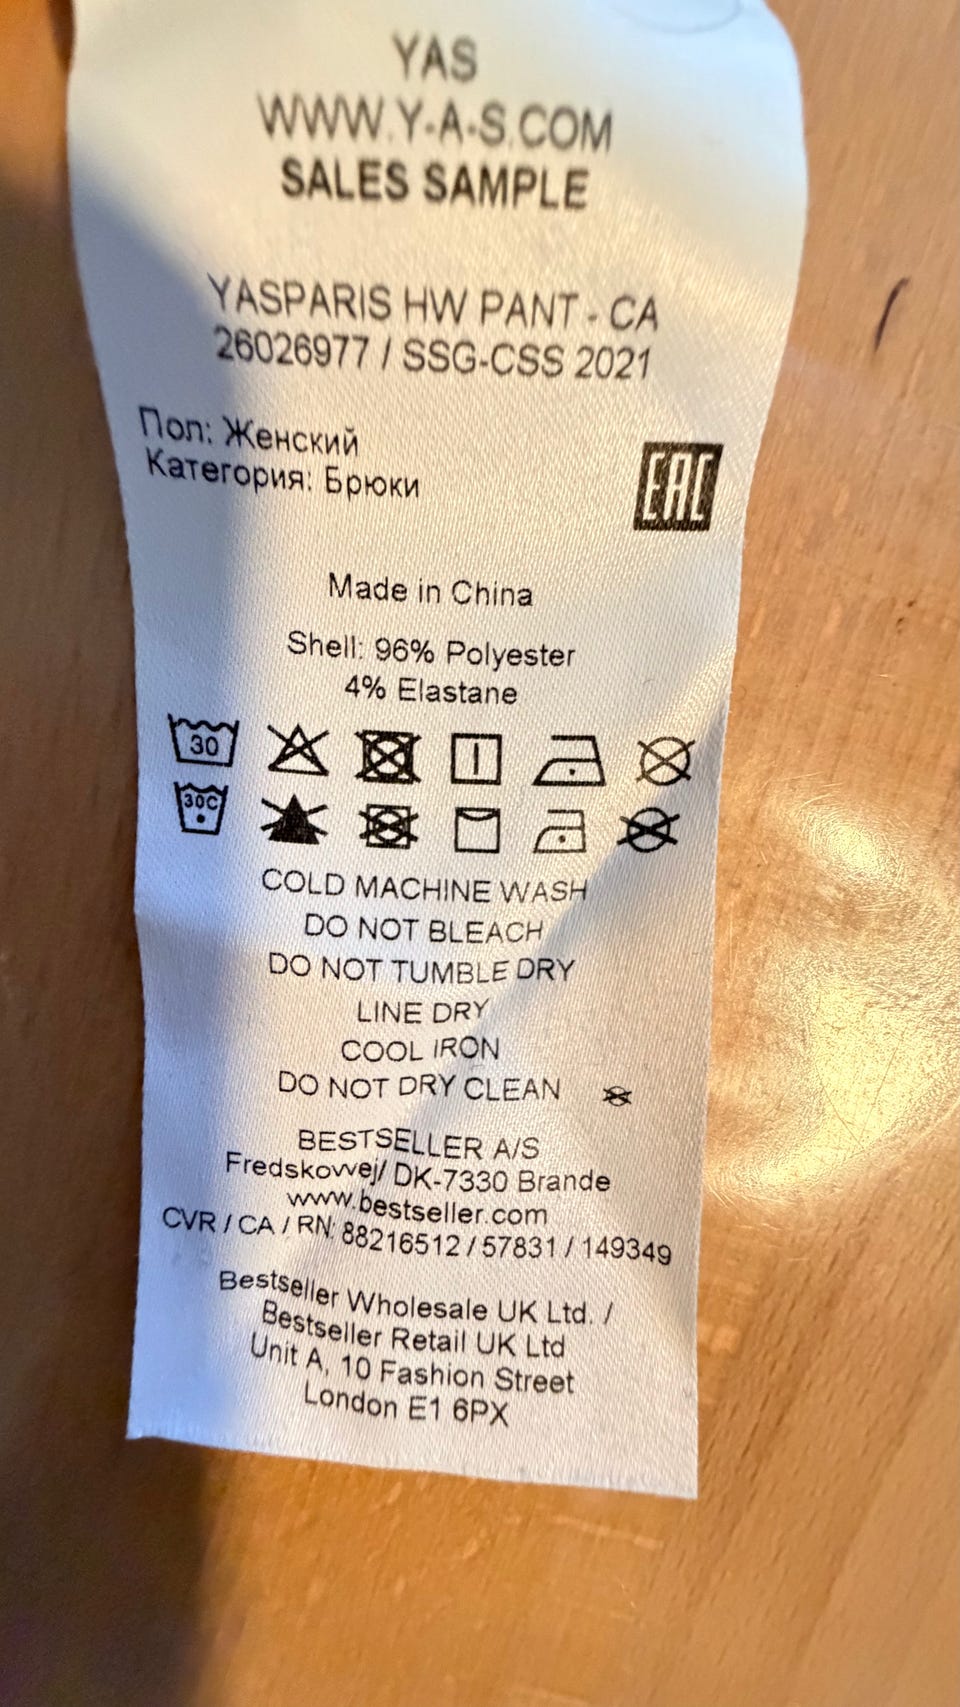 YAS
WWW.Y-A-S.COM
SALES SAMPLE
YASPARIS HW PANT - CA
26026977 / SSG-CSS 2021
Пол: Женский
Категория: Брюки
EAC
Made in China
Shell: 96% Polyester
4% Elastane
30
30C
COLD MACHINE WASH
DO NOT BLEACH
DO NOT TUMBLE DRY
LINE DRY
COOL IRON
DO NOT DRY CLEAN
BESTSELLER A/S
Fredskovvej/ DK-7330 Brande
www.bestseller.com
CVR / CA / RN: 88216512 / 57831 / 149349
Bestseller Wholesale UK Ltd. /
Bestseller Retail UK Ltd
Unit A, 10 Fashion Street
London E1 6PX